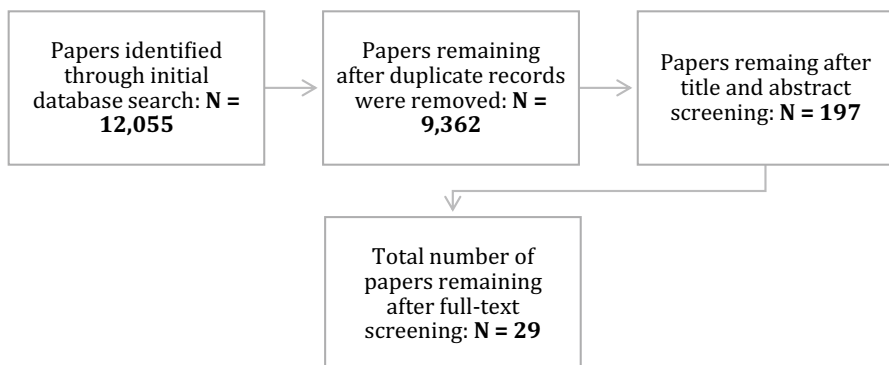 Papers identified
through initial
database search: N =
12,055
Papers remaining
after duplicate records
were removed: N =
9,362
Papers remaing after
title and abstract
screening: N = 197
Total number of
papers remaining
after full-text
screening: N = 29